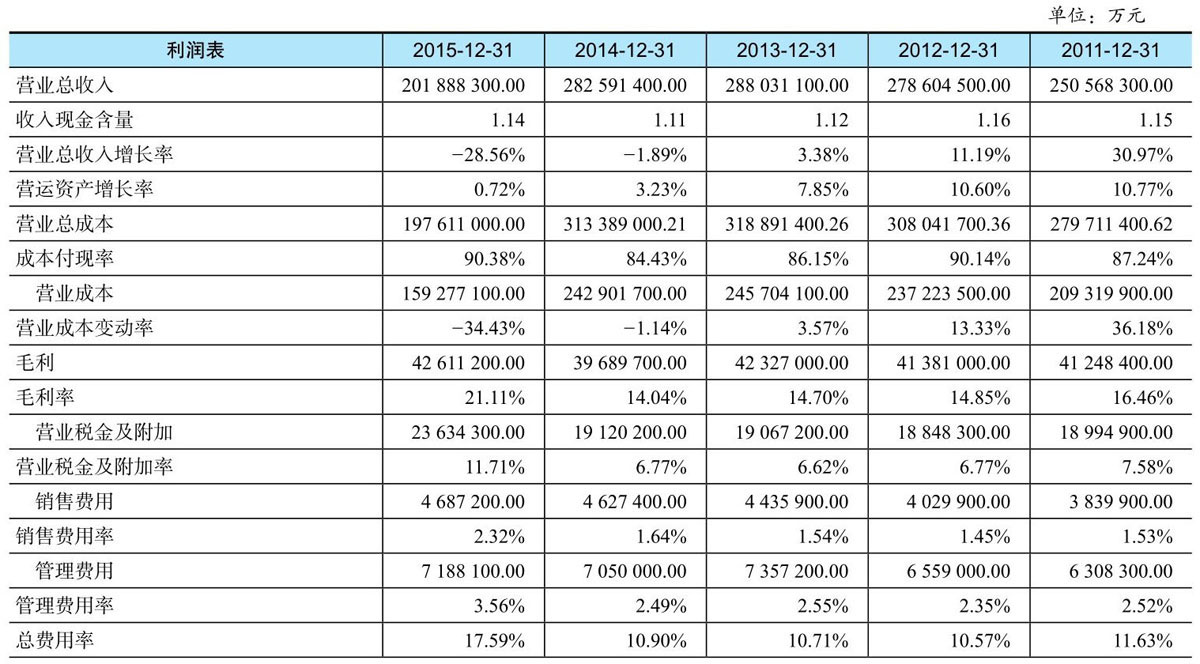 单位：万元
利润表 2015-12-31 2014-12-31 2013-12-31 2012-12-31 2011-12-31
营业总收入 201 888 300.00 282 591 400.00 288 031 100.00 278 604 500.00 250 568 300.00
收入现金含量 1.14 1.11 1.12 1.16 1.15
营业总收入增长率 −28.56% −1.89% 3.38% 11.19% 30.97%
营运资产增长率 0.72% 3.23% 7.85% 10.60% 10.77%
营业总成本 197 611 000.00 313 389 000.21 318 891 400.26 308 041 700.36 279 711 400.62
成本付现率 90.38% 84.43% 86.15% 90.14% 87.24%
营业成本 159 277 100.00 242 901 700.00 245 704 100.00 237 223 500.00 209 319 900.00
营业成本变动率 −34.43% −1.14% 3.57% 13.33% 36.18%
毛利 42 611 200.00 39 689 700.00 42 327 000.00 41 381 000.00 41 248 400.00
毛利率 21.11% 14.04% 14.70% 14.85% 16.46%
营业税金及附加 23 634 300.00 19 120 200.00 19 067 200.00 18 848 300.00 18 994 900.00
营业税金及附加率 11.71% 6.77% 6.62% 6.77% 7.58%
销售费用 4 687 200.00 4 627 400.00 4 435 900.00 4 029 900.00 3 839 900.00
销售费用率 2.32% 1.64% 1.54% 1.45% 1.53%
管理费用 7 188 100.00 7 050 000.00 7 357 200.00 6 559 000.00 6 308 300.00
管理费用率 3.56% 2.49% 2.55% 2.35% 2.52%
总费用率 17.59% 10.90% 10.71% 10.57% 11.63%